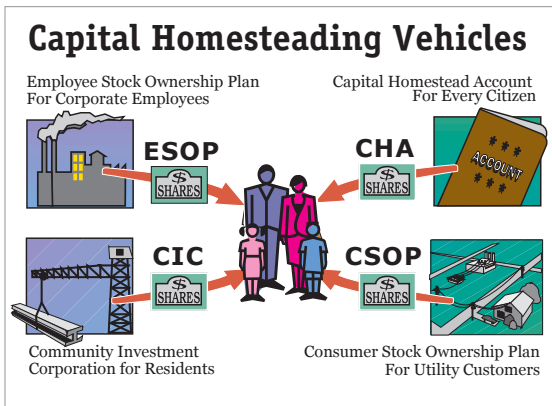 Capital Homesteading Vehicles
Employee Stock Ownership Plan
For Corporate Employees
ESOP
$
SHARES
Capital Homestead Account
For Every Citizen
CHA
$
SHARES
***
ACCOUNT
***
CIC
$
SHARES
Community Investment
Corporation for Residents
CSOP
$
SHARES
Consumer Stock Ownership Plan
For Utility Customers